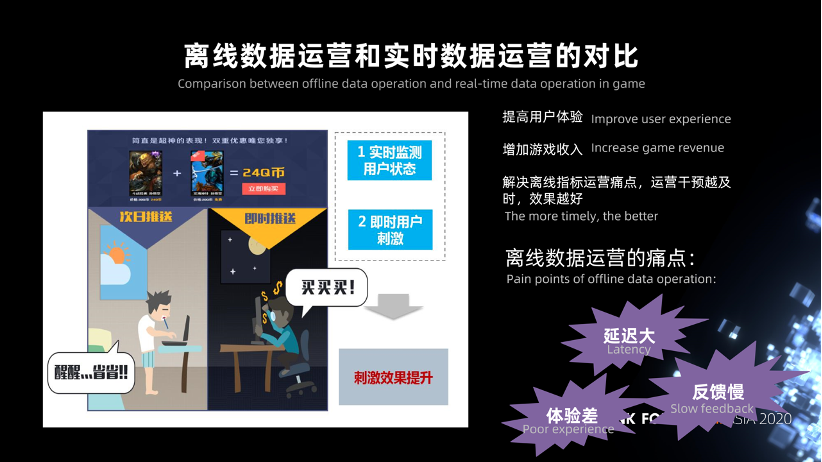 离线数据运营和实时数据运营的对比
Comparison between offline data operation and real-time data operation in game
简直是超神的表现！双重优惠唯您独享！
+
= 24Q币
立即购买
次日推送
即时推送
买买买！
醒醒...省省!!
1 实时监测
用户状态
2 即时用户
刺激
刺激效果提升
提高用户体验 Improve user experience
增加游戏收入 Increase game revenue
解决离线指标运营痛点，运营干预越及
时，效果越好
The more timely, the better
离线数据运营的痛点：
Pain points of offline data operation:
延迟大
Latency
反馈慢
Slow feedback
体验差
Poor experience
NK FO
SIA 2020